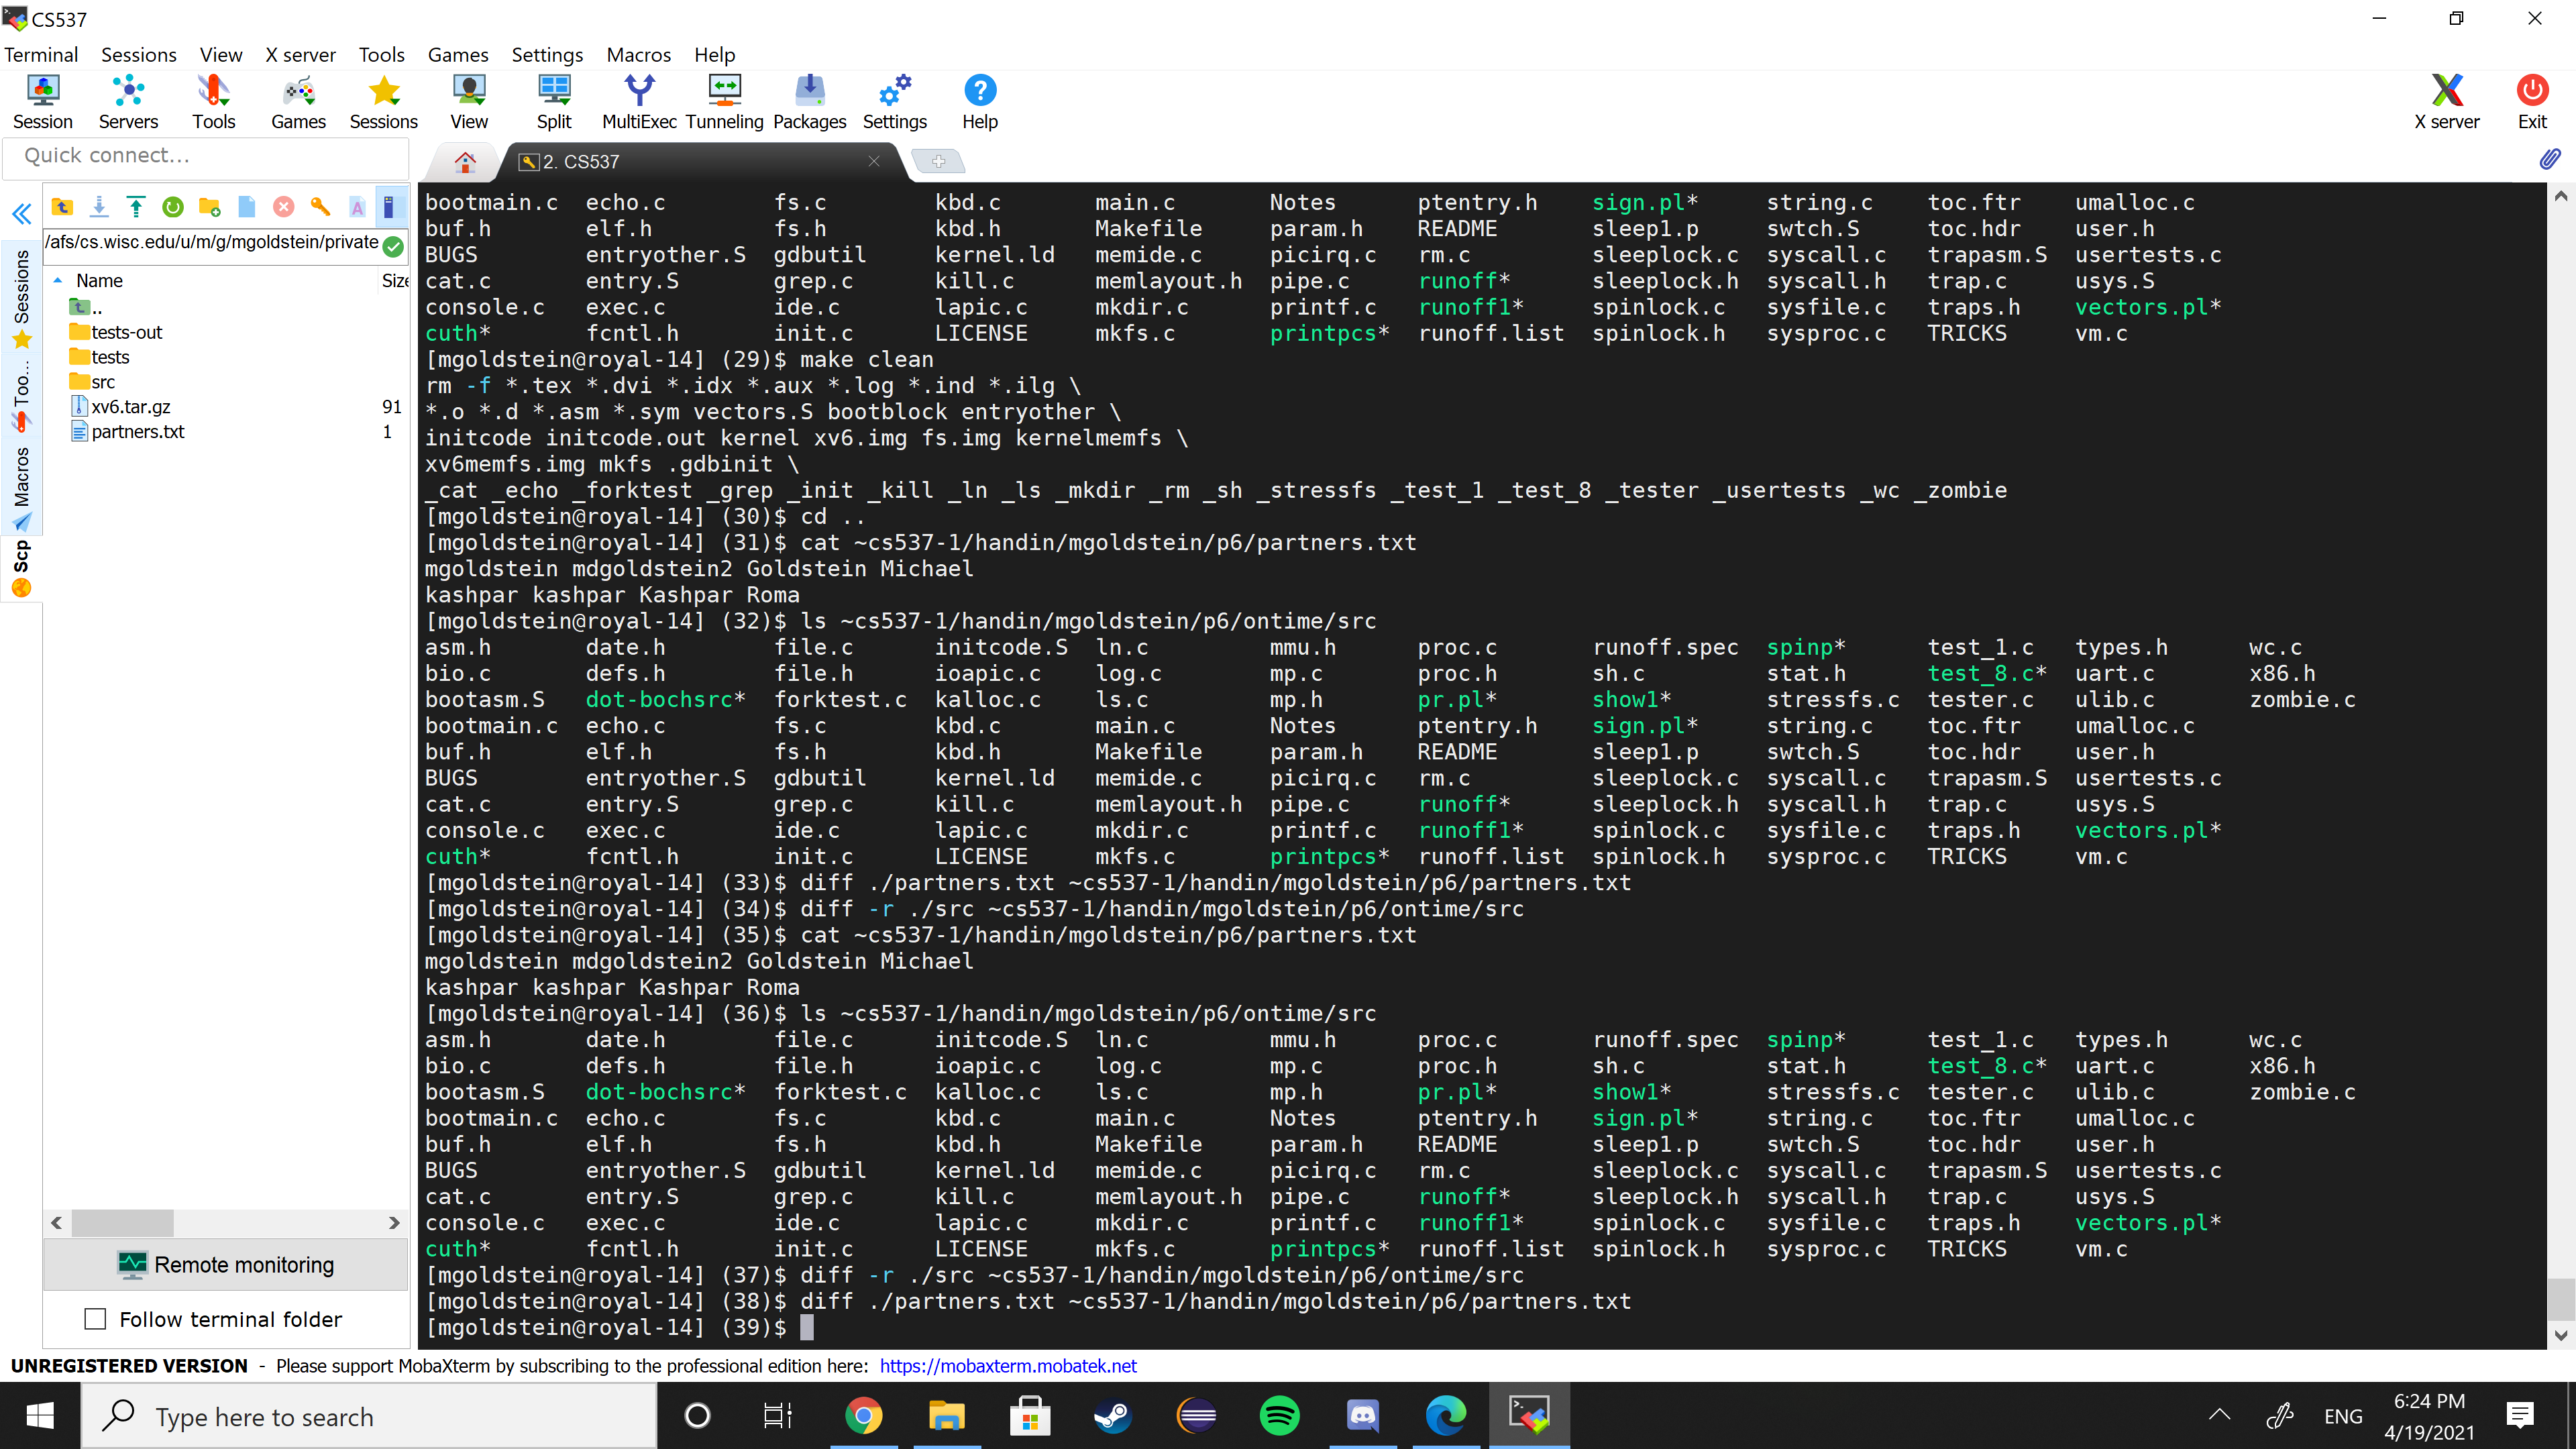 CS537
Terminal Sessions View X server Tools Games Settings Macros Help
Session Servers Tools Games Sessions View Split MultiExec Tunneling Packages Settings Help X server Exit
Quick connect...
2. CS537
/afs/cs.wisc.edu/u/m/g/mgoldstein/private
Name Size
..
tests-out
tests
src
xv6.tar.gz 91
partners.txt 1
Sessions
Too...
Macros
Scp
Remote monitoring
Follow terminal folder
bootmain.c echo.c fs.c kbd.c main.c Notes ptentry.h sign.pl* string.c toc.ftr umalloc.c
buf.h elf.h fs.h kbd.h Makefile param.h README sleep1.p swtch.S toc.hdr user.h
BUGS entryother.S gdbutil kernel.ld memide.c picirq.c rm.c sleeplock.c syscall.c trapasm.S usertests.c
cat.c entry.S grep.c kill.c memlayout.h pipe.c runoff* sleeplock.h syscall.h trap.c usys.S
console.c exec.c ide.c lapic.c mkdir.c printf.c runoff1* spinlock.c sysfile.c traps.h vectors.pl*
cuth* fcntl.h init.c LICENSE mkfs.c printpcs* runoff.list spinlock.h sysproc.c TRICKS vm.c
[mgoldstein@royal-14] (29)$ make clean
rm -f *.tex *.dvi *.idx *.aux *.log *.ind *.ilg \
*.o *.d *.asm *.sym vectors.S bootblock entryother \
initcode initcode.out kernel xv6.img fs.img kernelmemfs \
xv6memfs.img mkfs .gdbinit \
_cat _echo _forktest _grep _init _kill _ln _ls _mkdir _rm _sh _stressfs _test_1 _test_8 _tester _usertests _wc _zombie
[mgoldstein@royal-14] (30)$ cd ..
[mgoldstein@royal-14] (31)$ cat ~cs537-1/handin/mgoldstein/p6/partners.txt
mgoldstein mdgoldstein2 Goldstein Michael
kashpar kashpar Kashpar Roma
[mgoldstein@royal-14] (32)$ ls ~cs537-1/handin/mgoldstein/p6/ontime/src
asm.h date.h file.c initcode.S ln.c mmu.h proc.c runoff.spec spinp* test_1.c types.h wc.c
bio.c defs.h file.h ioapic.c log.c mp.c proc.h sh.c stat.h test_8.c* uart.c x86.h
bootasm.S dot-bochsrc* forktest.c kalloc.c ls.c mp.h pr.pl* show1* stressfs.c tester.c ulib.c zombie.c
bootmain.c echo.c fs.c kbd.c main.c Notes ptentry.h sign.pl* string.c toc.ftr umalloc.c
buf.h elf.h fs.h kbd.h Makefile param.h README sleep1.p swtch.S toc.hdr user.h
BUGS entryother.S gdbutil kernel.ld memide.c picirq.c rm.c sleeplock.c syscall.c trapasm.S usertests.c
cat.c entry.S grep.c kill.c memlayout.h pipe.c runoff* sleeplock.h syscall.h trap.c usys.S
console.c exec.c ide.c lapic.c mkdir.c printf.c runoff1* spinlock.c sysfile.c traps.h vectors.pl*
cuth* fcntl.h init.c LICENSE mkfs.c printpcs* runoff.list spinlock.h sysproc.c TRICKS vm.c
[mgoldstein@royal-14] (33)$ diff ./partners.txt ~cs537-1/handin/mgoldstein/p6/partners.txt
[mgoldstein@royal-14] (34)$ diff -r ./src ~cs537-1/handin/mgoldstein/p6/ontime/src
[mgoldstein@royal-14] (35)$ cat ~cs537-1/handin/mgoldstein/p6/partners.txt
mgoldstein mdgoldstein2 Goldstein Michael
kashpar kashpar Kashpar Roma
[mgoldstein@royal-14] (36)$ ls ~cs537-1/handin/mgoldstein/p6/ontime/src
asm.h date.h file.c initcode.S ln.c mmu.h proc.c runoff.spec spinp* test_1.c types.h wc.c
bio.c defs.h file.h ioapic.c log.c mp.c proc.h sh.c stat.h test_8.c* uart.c x86.h
bootasm.S dot-bochsrc* forktest.c kalloc.c ls.c mp.h pr.pl* show1* stressfs.c tester.c ulib.c zombie.c
bootmain.c echo.c fs.c kbd.c main.c Notes ptentry.h sign.pl* string.c toc.ftr umalloc.c
buf.h elf.h fs.h kbd.h Makefile param.h README sleep1.p swtch.S toc.hdr user.h
BUGS entryother.S gdbutil kernel.ld memide.c picirq.c rm.c sleeplock.c syscall.c trapasm.S usertests.c
cat.c entry.S grep.c kill.c memlayout.h pipe.c runoff* sleeplock.h syscall.h trap.c usys.S
console.c exec.c ide.c lapic.c mkdir.c printf.c runoff1* spinlock.c sysfile.c traps.h vectors.pl*
cuth* fcntl.h init.c LICENSE mkfs.c printpcs* runoff.list spinlock.h sysproc.c TRICKS vm.c
[mgoldstein@royal-14] (37)$ diff -r ./src ~cs537-1/handin/mgoldstein/p6/ontime/src
[mgoldstein@royal-14] (38)$ diff ./partners.txt ~cs537-1/handin/mgoldstein/p6/partners.txt
[mgoldstein@royal-14] (39)$
UNREGISTERED VERSION - Please support MobaXterm by subscribing to the professional edition here: https://mobaxterm.mobatek.net
Type here to search
ENG
6:24 PM
4/19/2021